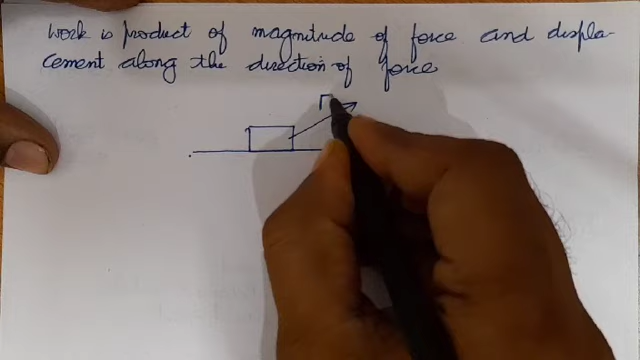 Work is product of magnitude of force and displa-
cement along the direction of force